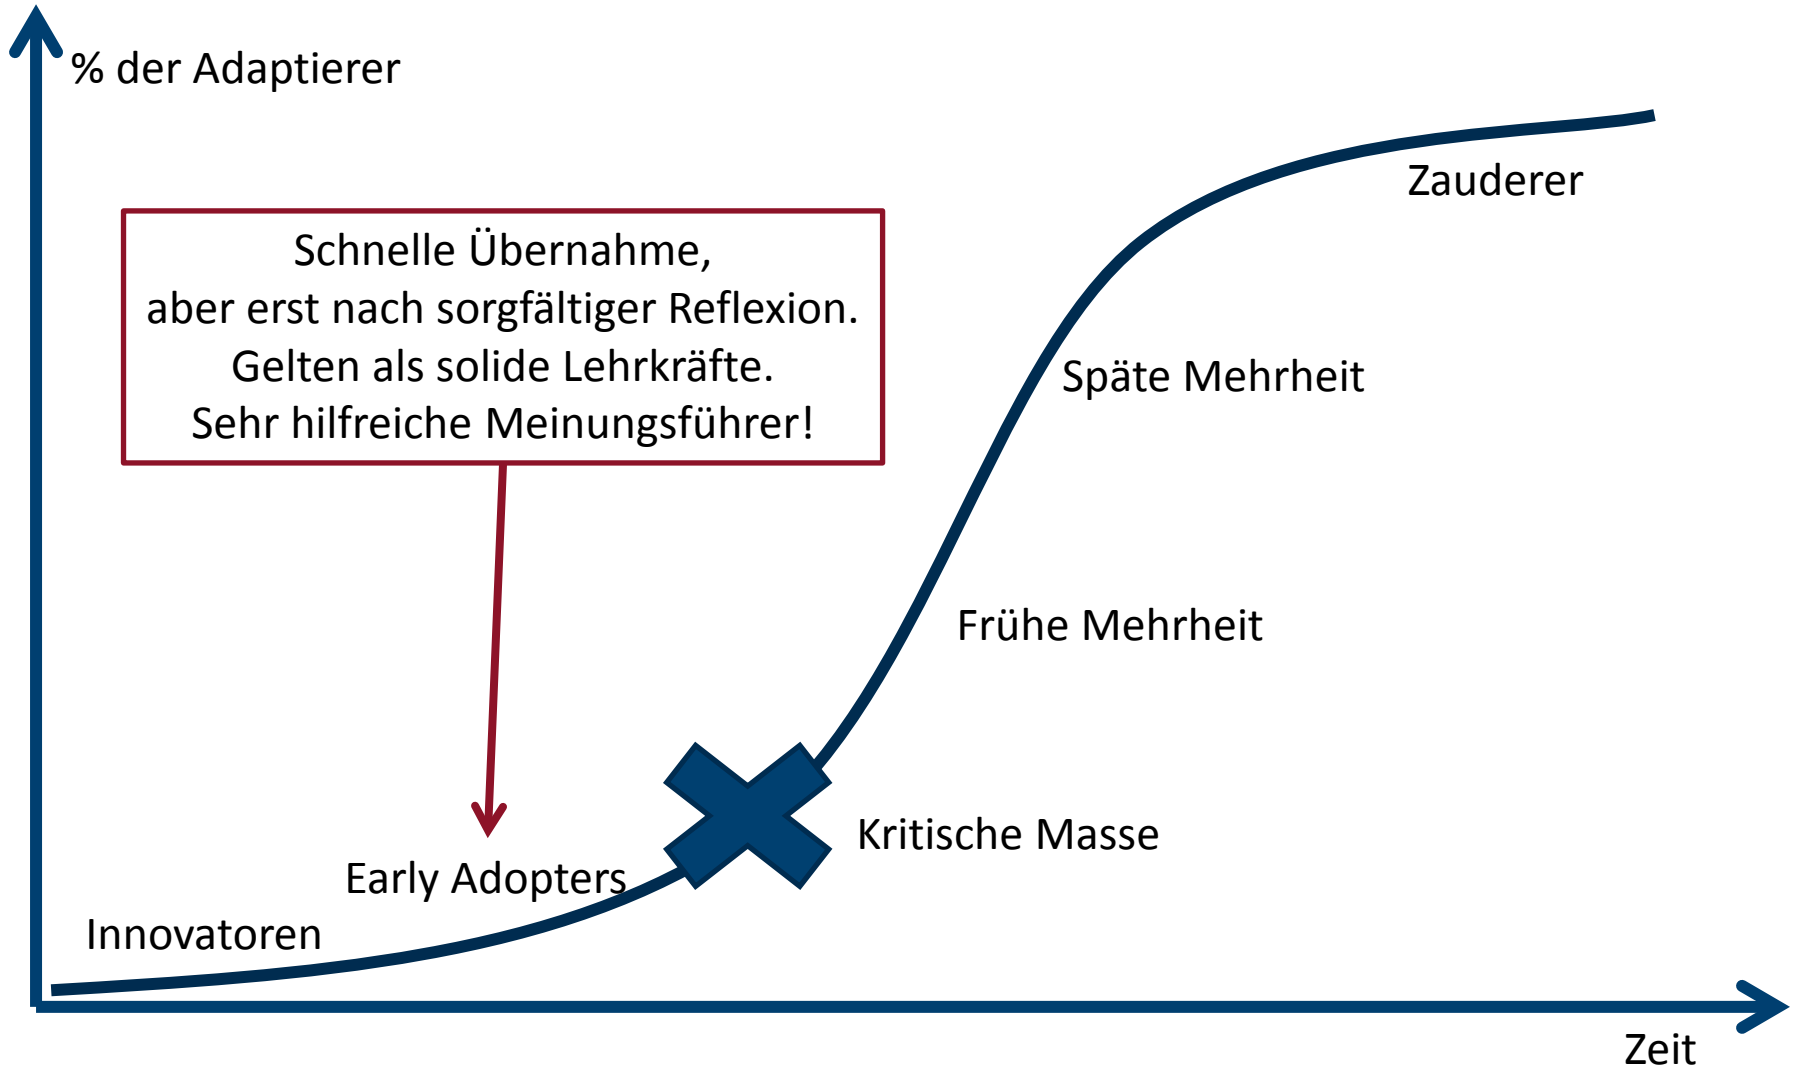 % der Adaptierer
Zauderer
Schnelle Übernahme,
aber erst nach sorgfältiger Reflexion.
Gelten als solide Lehrkräfte.
Sehr hilfreiche Meinungsführer!
Späte Mehrheit
Frühe Mehrheit
Kritische Masse
Early Adopters
Innovatoren
Zeit